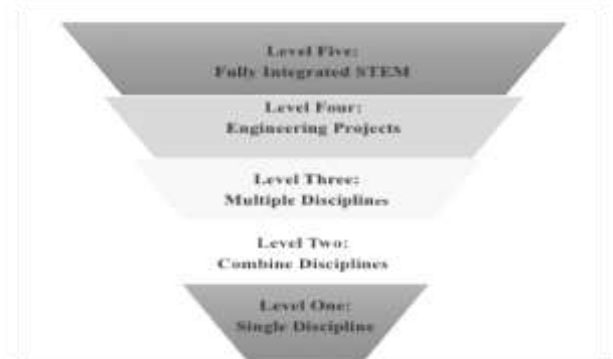 Level Five:
Fully Integrated STEM
Level Four:
Engineering Projects
Level Three:
Multiple Disciplines
Level Two:
Combine Disciplines
Level One:
Single Discipline